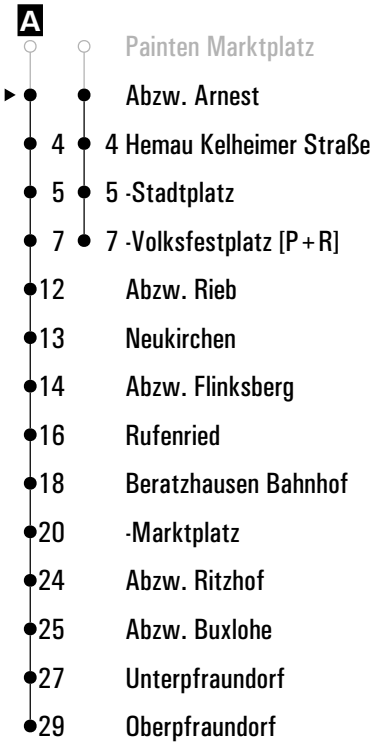 A
Painten Marktplatz
Abzw. Arnest
4 4 Hemau Kelheimer Straße
5 5 -Stadtplatz
7 7 -Volksfestplatz [P+R]
12 Abzw. Rieb
13 Neukirchen
14 Abzw. Flinksberg
16 Rufenried
18 Beratzhausen Bahnhof
20 -Marktplatz
24 Abzw. Ritzhof
25 Abzw. Buxlohe
27 Unterpfraundorf
29 Oberpfraundorf